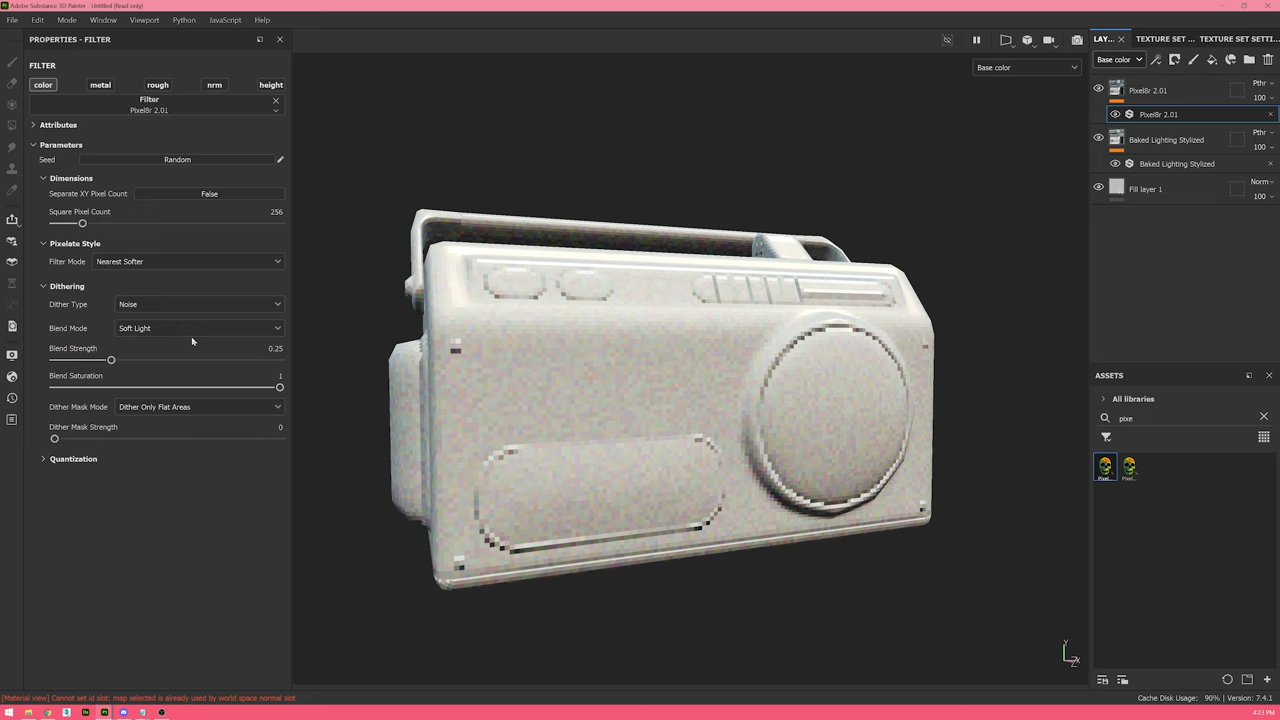 Adobe Substance 3D Painter - Untitled (Read only)
File Edit Mode Window Viewport Python JavaScript Help
PROPERTIES - FILTER
FILTER
color metal rough nrm height
Filter
Pixel8r 2.01
Attributes
Parameters
Seed Random
Dimensions
Separate XY Pixel Count False
Square Pixel Count 256
Pixelate Style
Filter Mode Nearest Softer
Dithering
Dither Type Noise
Blend Mode Soft Light
Blend Strength 0.25
Blend Saturation 1
Dither Mask Mode Dither Only Flat Areas
Dither Mask Strength 0
Quantization
Base color
LAY... TEXTURE SET ... TEXTURE SET SETTI...
Base color
Pixel8r 2.01 Pthr 100
Pixel8r 2.01
Baked Lighting Stylized Pthr 100
Baked Lighting Stylized
Fill layer 1 Norm 100
ASSETS
All libraries
pixe
Pixel... Pixel...
Y
Z
[Material view] Cannot set id slot: map selected is already used by world space normal slot
Cache Disk Usage: 90% | Version: 7.4.1
4:23 PM